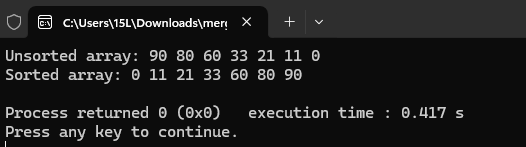 C:\Users\15L\Downloads\merg
Unsorted array: 90 80 60 33 21 11 0
Sorted array: 0 11 21 33 60 80 90
Process returned 0 (0x0)   execution time : 0.417 s
Press any key to continue.